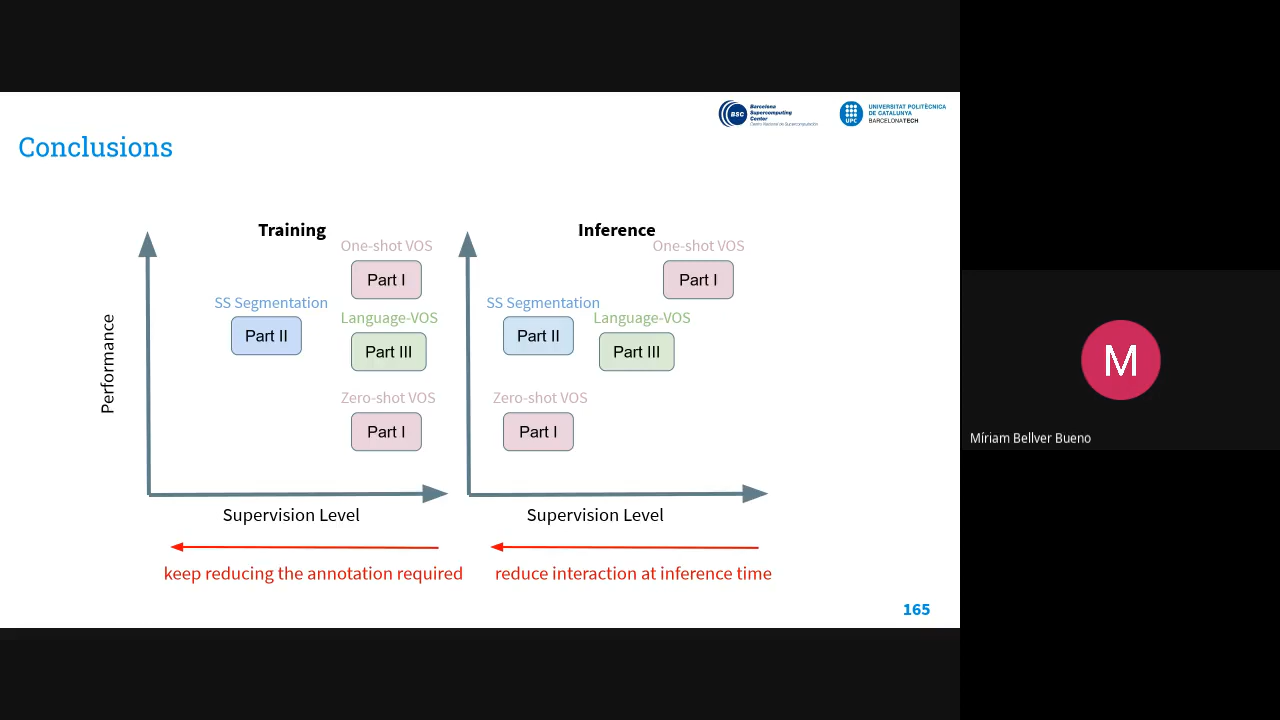 BSC
Barcelona
Supercomputing
Center
Centro Nacional de Supercomputación
UPC
UNIVERSITAT POLITÈCNICA
DE CATALUNYA
BARCELONATECH
Conclusions
Training
Inference
One-shot VOS
One-shot VOS
Part I
Part I
SS Segmentation
SS Segmentation
Language-VOS
Language-VOS
Part II
Part II
Part III
Part III
Performance
Zero-shot VOS
Zero-shot VOS
Part I
Part I
Supervision Level
Supervision Level
keep reducing the annotation required
reduce interaction at inference time
165
M
Míriam Bellver Bueno